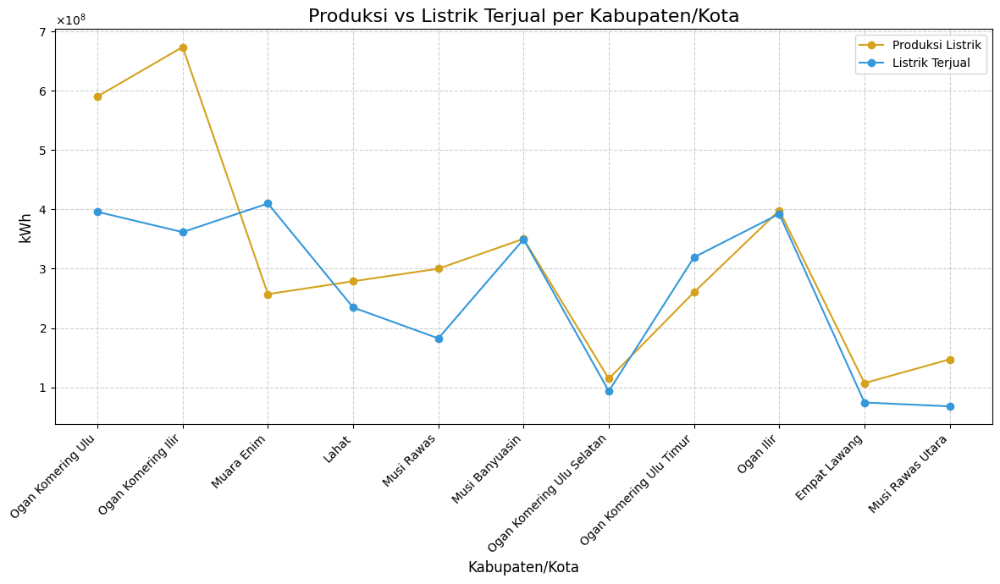 Produksi vs Listrik Terjual per Kabupaten/Kota
×10⁸
Produksi Listrik
Listrik Terjual
7
6
5
4
3
2
1
kWh
Ogan Komering Ulu
Ogan Komering Ilir
Muara Enim
Lahat
Musi Rawas
Musi Banyuasin
Ogan Komering Ulu Selatan
Ogan Komering Ulu Timur
Ogan Ilir
Empat Lawang
Musi Rawas Utara
Kabupaten/Kota